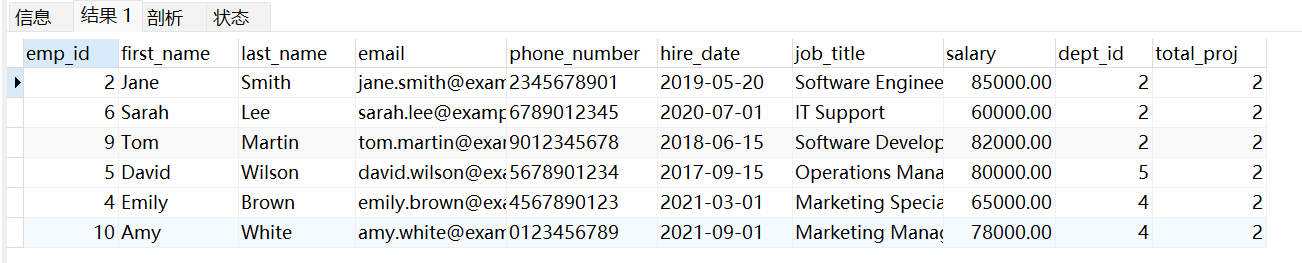 信息 结果 1 剖析 状态
emp_id first_name last_name email phone_number hire_date job_title salary dept_id total_proj
2 Jane Smith jane.smith@exam 2345678901 2019-05-20 Software Enginee 85000.00 2 2
6 Sarah Lee sarah.lee@examp 6789012345 2020-07-01 IT Support 60000.00 2 2
9 Tom Martin tom.martin@exam 9012345678 2018-06-15 Software Develop 82000.00 2 2
5 David Wilson david.wilson@exa 5678901234 2017-09-15 Operations Mana 80000.00 5 2
4 Emily Brown emily.brown@exa 4567890123 2021-03-01 Marketing Specia 65000.00 4 2
10 Amy White amy.white@exam 0123456789 2021-09-01 Marketing Manag 78000.00 4 2